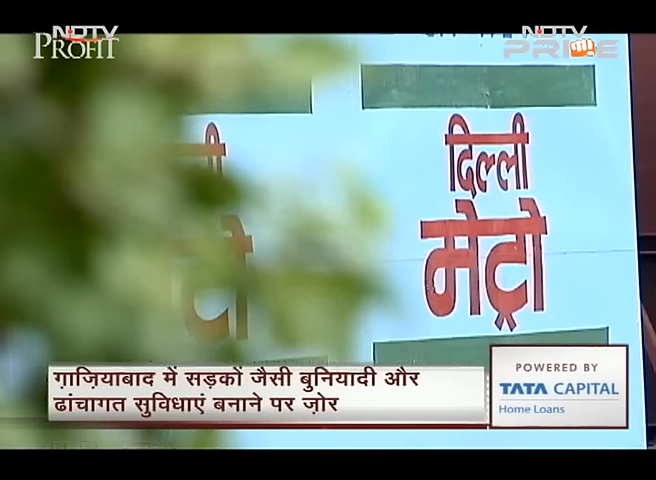 NDTV
PROFIT
NDTV
PRIME
दिल्ली
मेट्रो
ग़ाज़ियाबाद में सड़कों जैसी बुनियादी और
ढांचागत सुविधाएं बनाने पर ज़ोर
POWERED BY
TATA CAPITAL
Home Loans